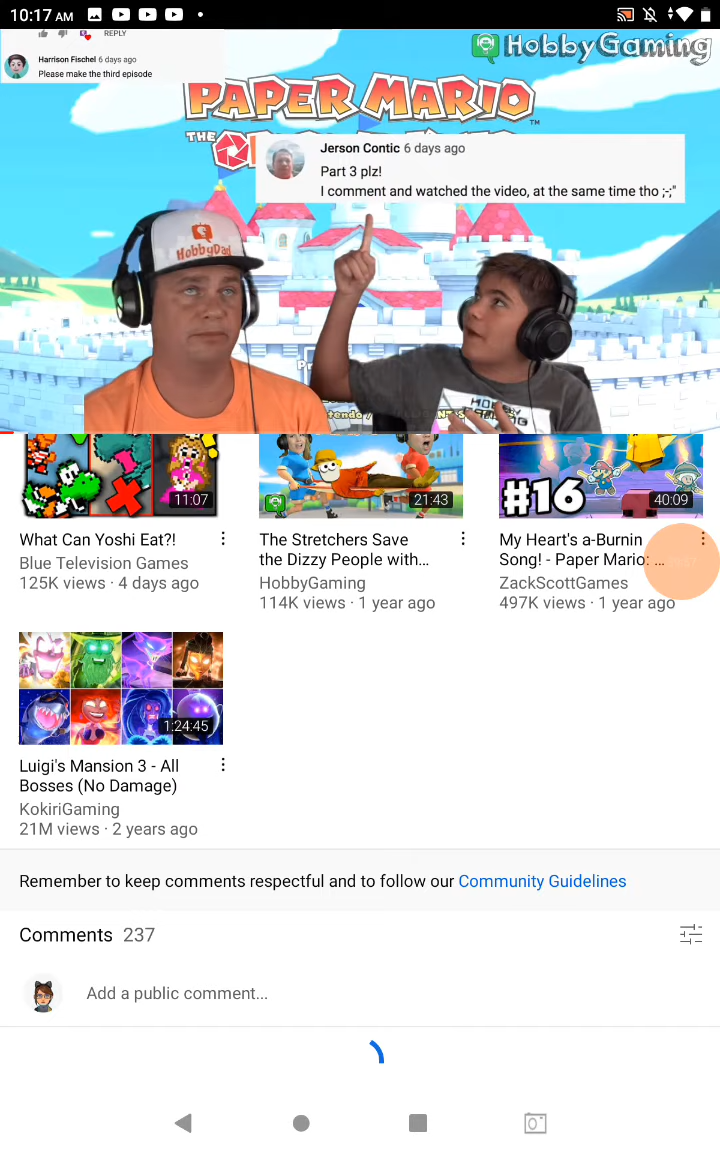 10:17 AM
REPLY
Harrison Fischel 6 days ago
Please make the third episode
HobbyGaming
PAPER MARIO
TM
THE
Jerson Contic 6 days ago
Part 3 plz!
I comment and watched the video, at the same time tho ;-;"
HobbyDad
11:07
21:43
#16
40:09
What Can Yoshi Eat?!
Blue Television Games
125K views · 4 days ago
The Stretchers Save
the Dizzy People with...
HobbyGaming
114K views · 1 year ago
My Heart's a-Burnin
Song! - Paper Mario: ...
ZackScottGames
497K views · 1 year ago
1:24:45
Luigi's Mansion 3 - All
Bosses (No Damage)
KokiriGaming
21M views · 2 years ago
Remember to keep comments respectful and to follow our Community Guidelines
Comments 237
Add a public comment...